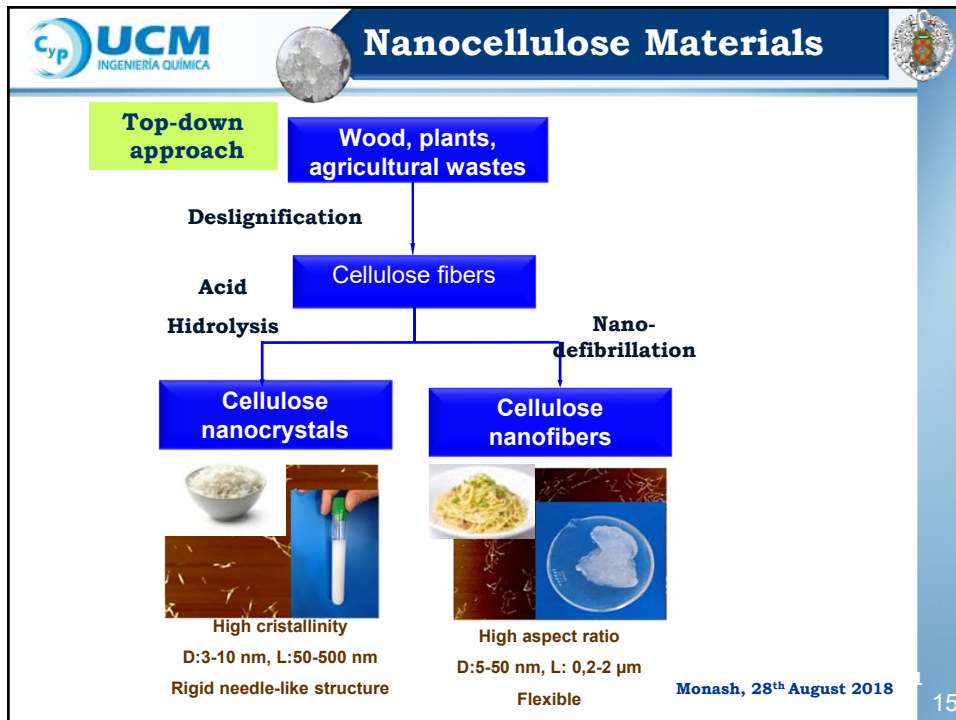 CyP UCM
INGENIERÍA QUÍMICA
Nanocellulose Materials
Top-down
approach
Wood, plants,
agricultural wastes
Deslignification
Cellulose fibers
Acid
Hidrolysis
Nano-
defibrillation
Cellulose
nanocrystals
Cellulose
nanofibers
High cristallinity
D:3-10 nm, L:50-500 nm
Rigid needle-like structure
High aspect ratio
D:5-50 nm, L: 0,2-2 µm
Flexible
Monash, 28th August 2018
1
15